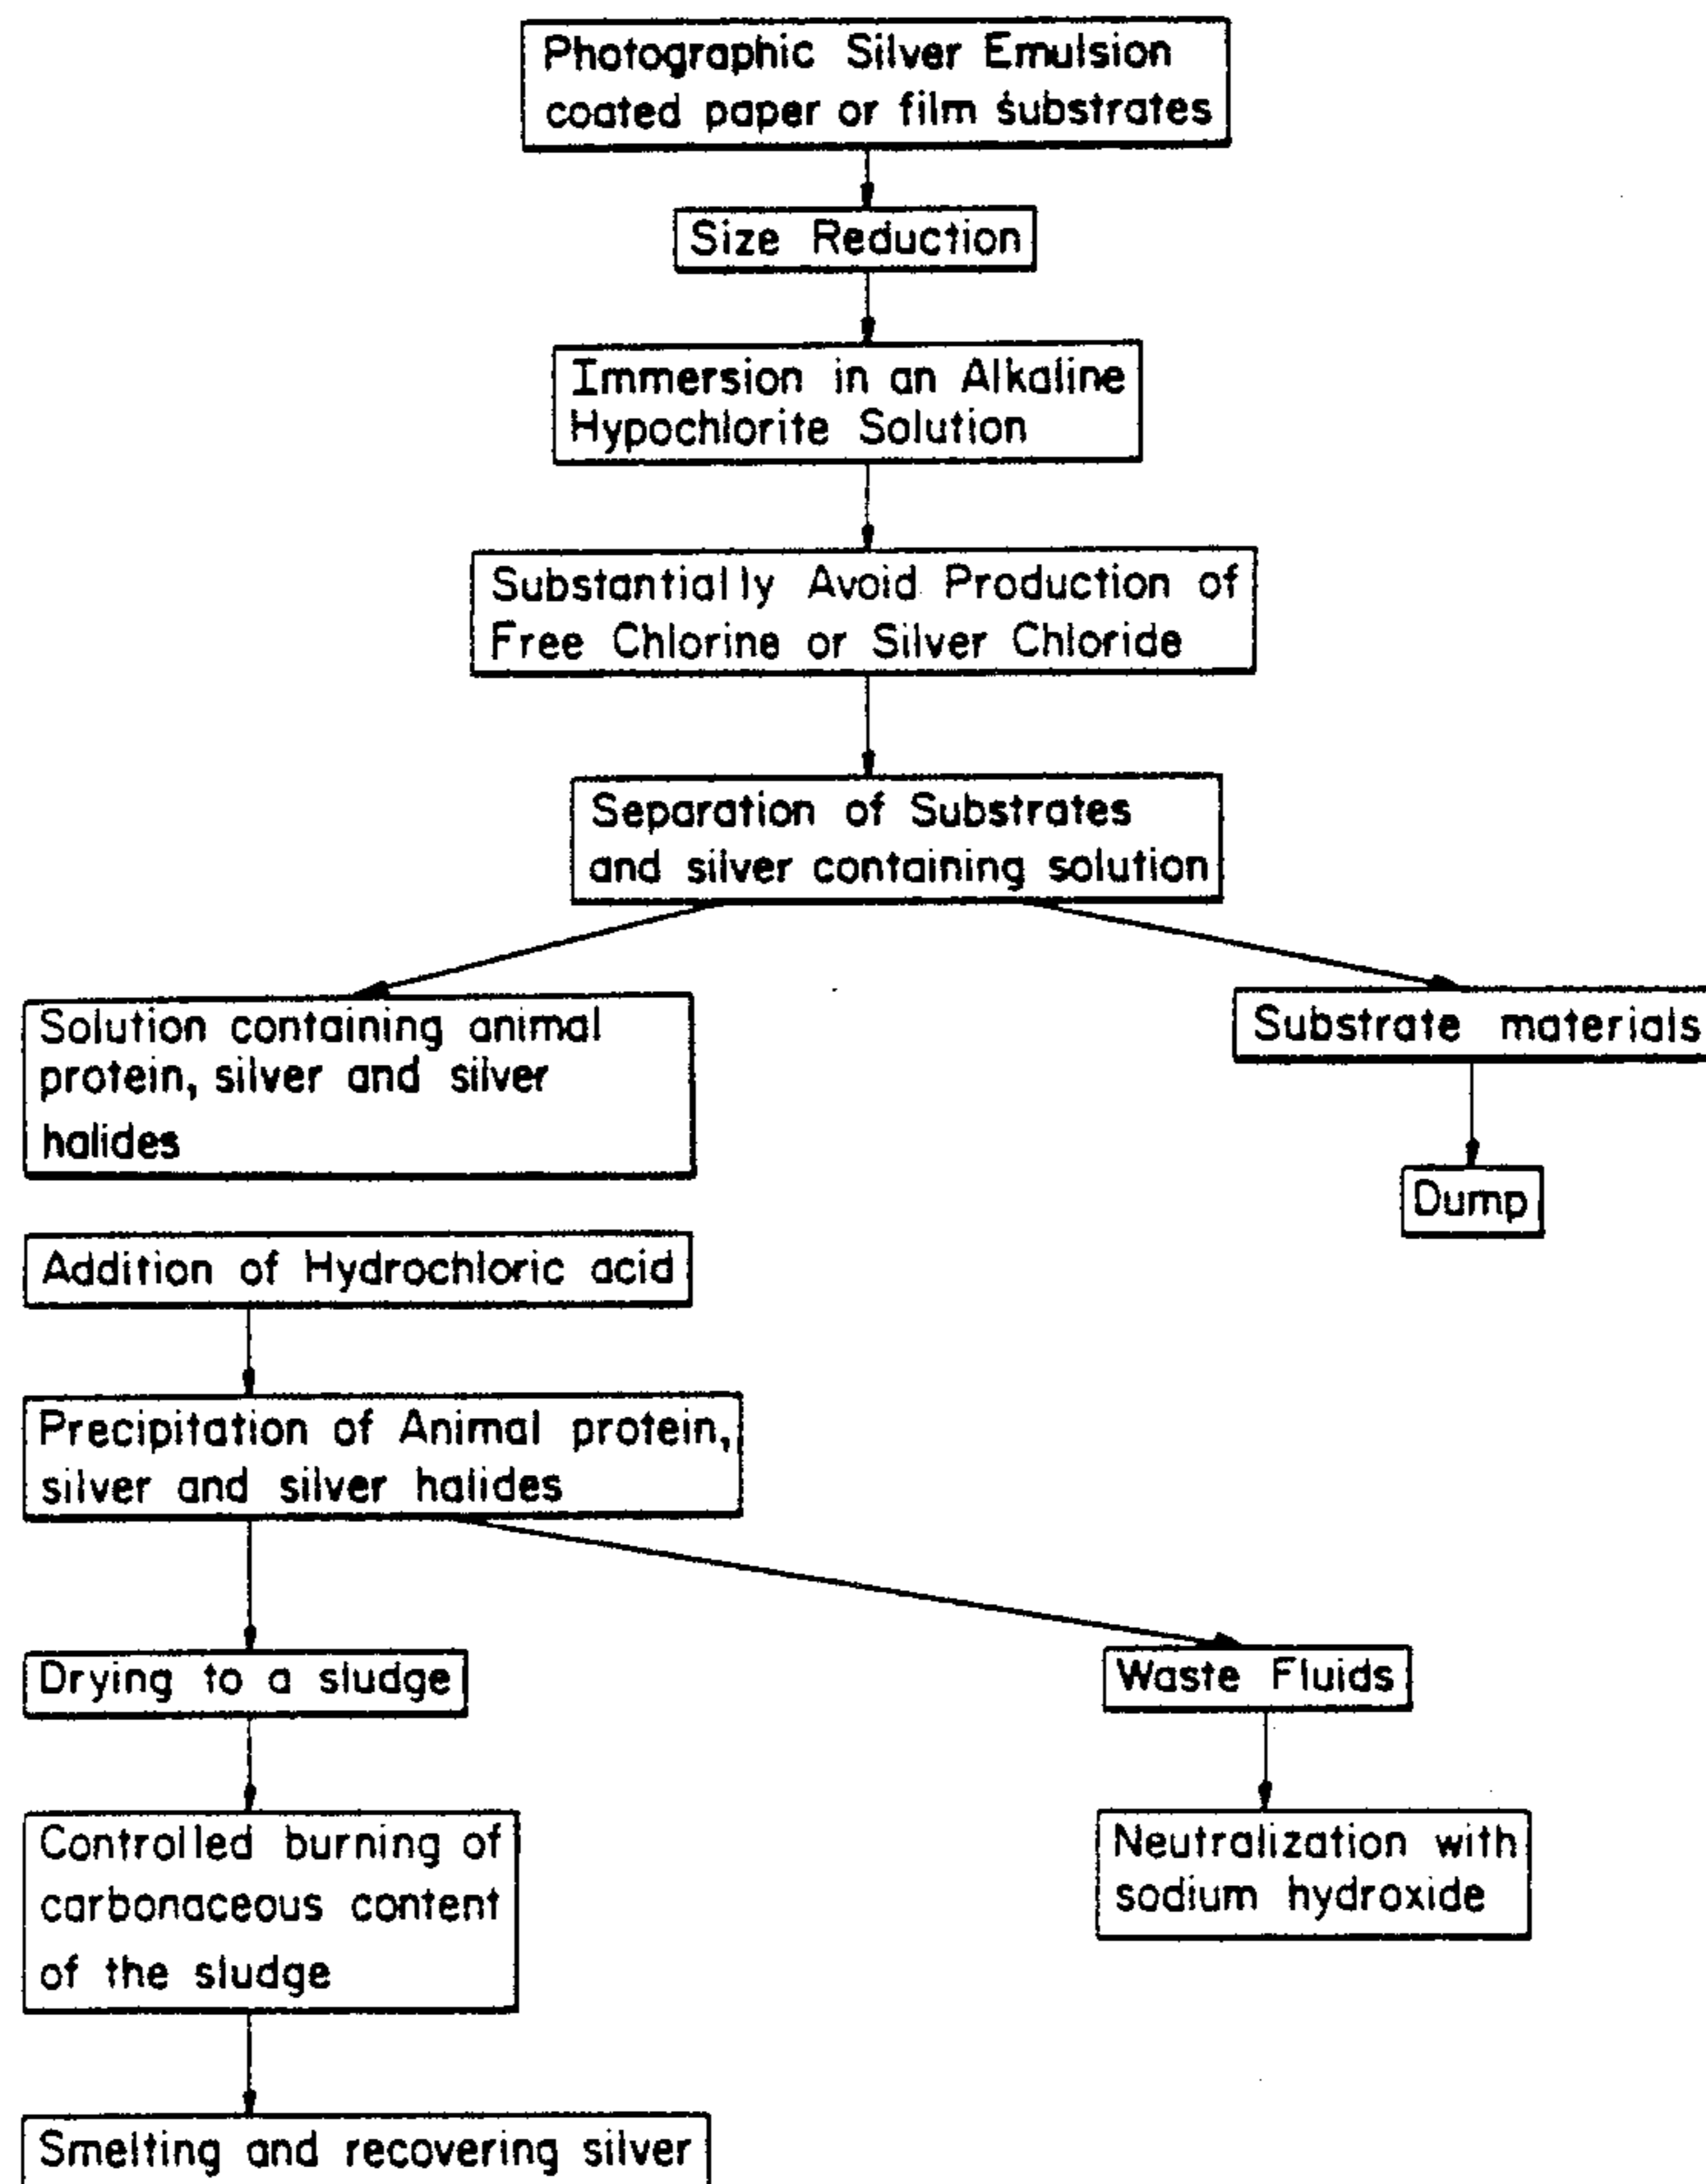 Photographic Silver Emulsion
coated paper or film substrates
Size Reduction
Immersion in an Alkaline
Hypochlorite Solution
Substantially Avoid Production of
Free Chlorine or Silver Chloride
Separation of Substrates
and silver containing solution
Solution containing animal
protein, silver and silver
halides
Substrate materials
Dump
Addition of Hydrochloric acid
Precipitation of Animal protein,
silver and silver halides
Drying to a sludge
Waste Fluids
Controlled burning of
carbonaceous content
of the sludge
Neutralization with
sodium hydroxide
Smelting and recovering silver